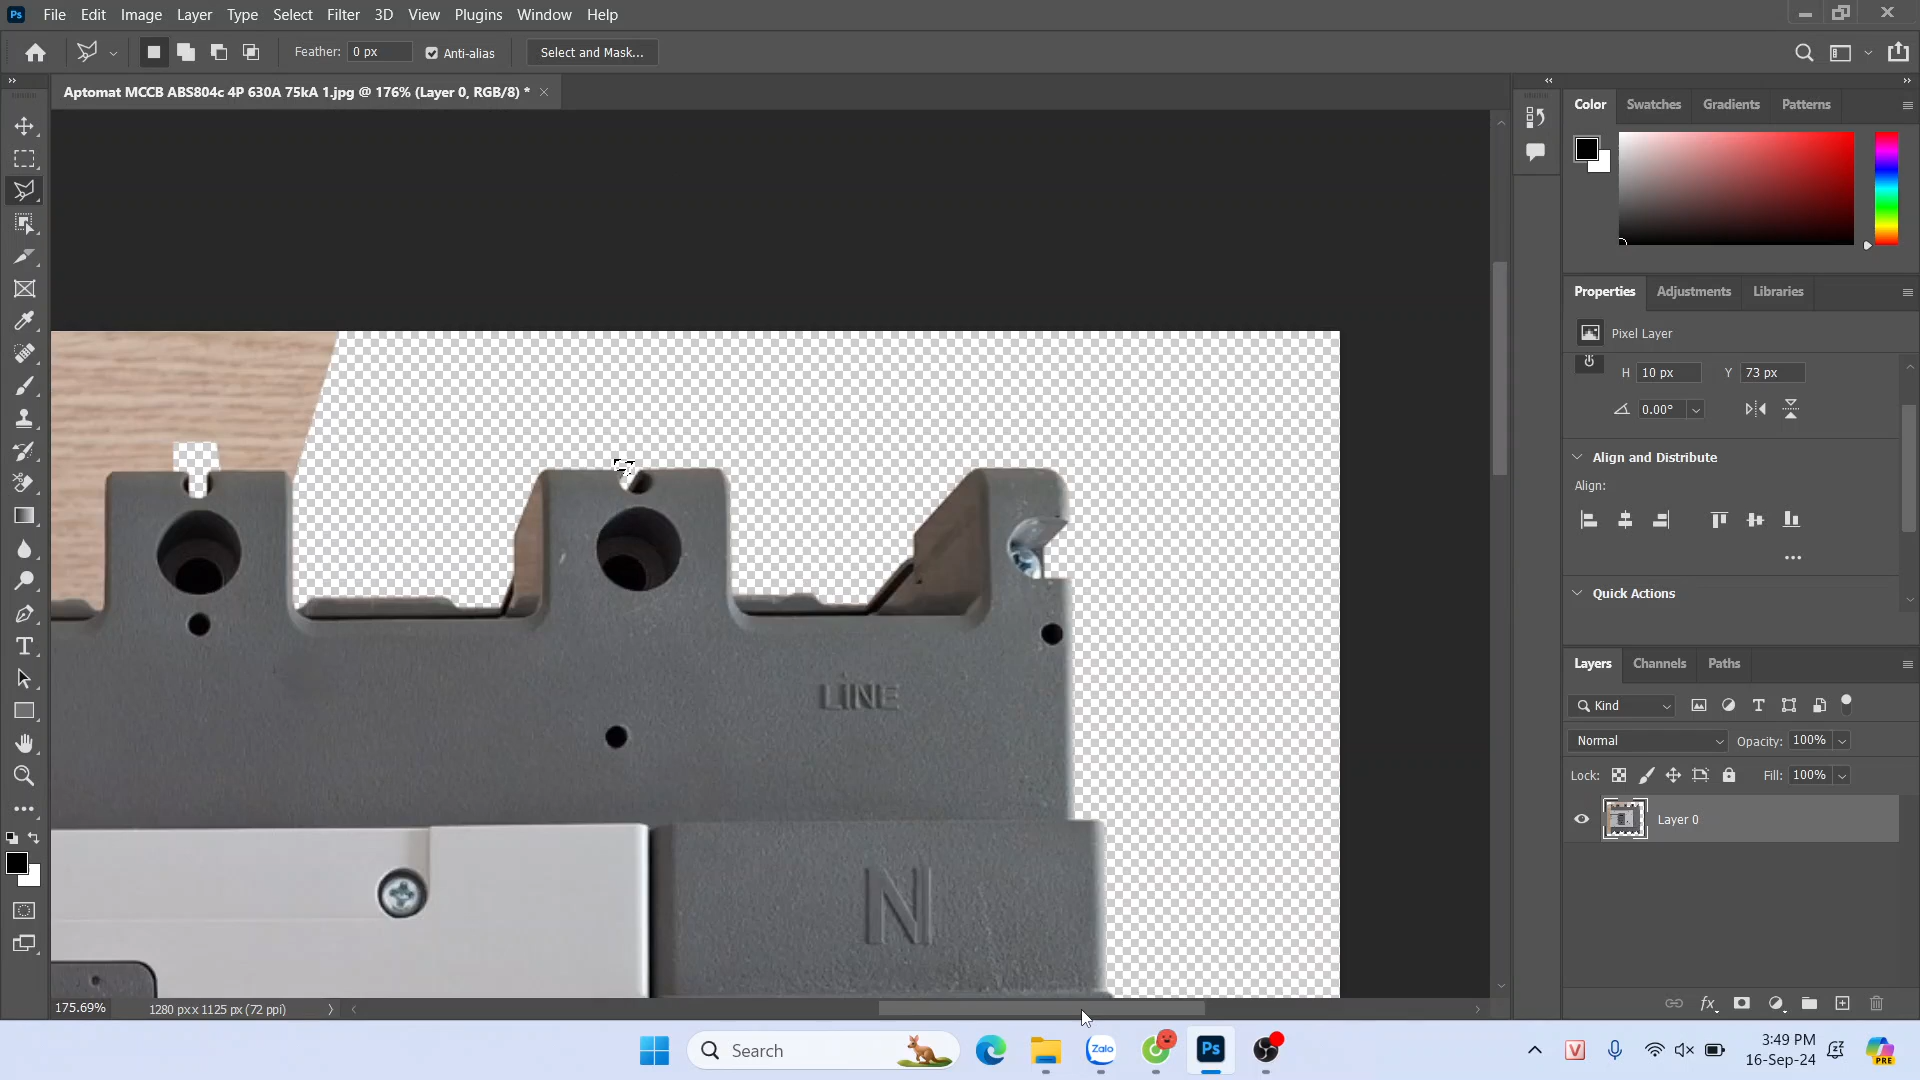 Ps File Edit Image Layer Type Select Filter 3D View Plugins Window Help
Feather: 0 px Anti-alias Select and Mask...
Aptomat MCCB ABS804c 4P 630A 75kA 1.jpg @ 176% (Layer 0, RGB/8) *
Color Swatches Gradients Patterns
Properties Adjustments Libraries
Pixel Layer
H 10 px Y 73 px
0.00°
Align and Distribute
Align:
Quick Actions
Layers Channels Paths
Kind
Normal Opacity: 100%
Lock: Fill: 100%
Layer 0
LINE
N
175.69% 1280 px x 1125 px (72 ppi)
Search
Zalo
Ps
V
3:49 PM
16-Sep-24
PRE